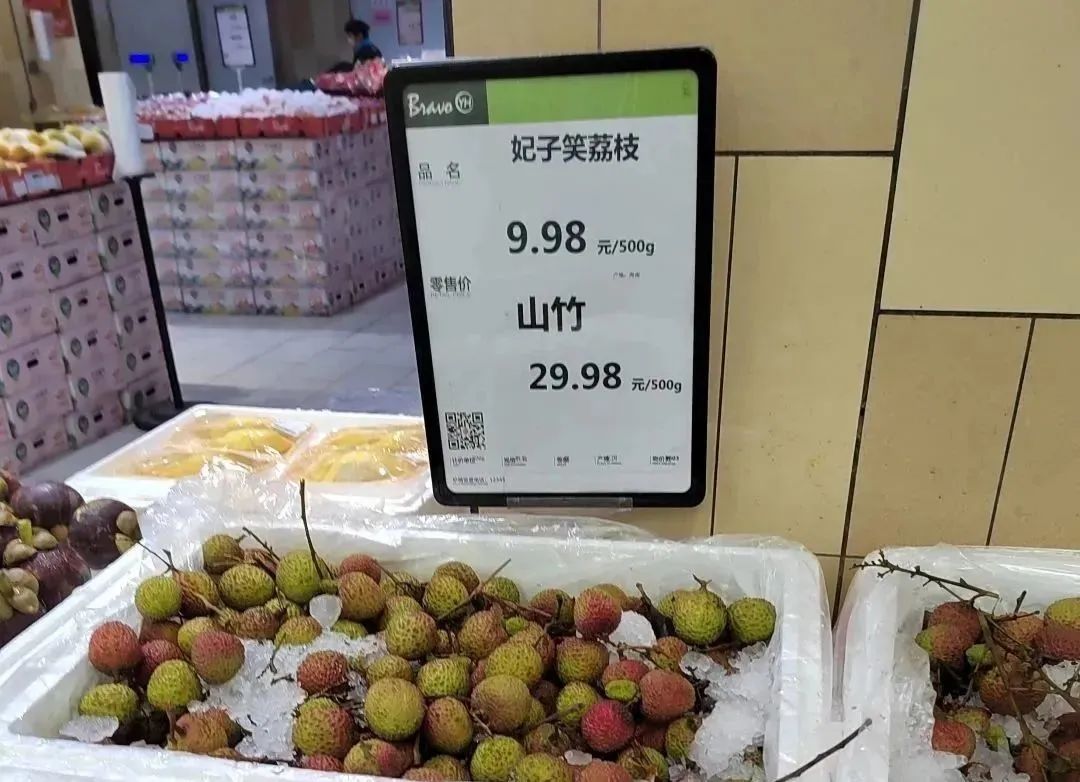 Bravo YH
妃子笑荔枝
品 名
9.98 元/500g
零售价
山竹
29.98 元/500g